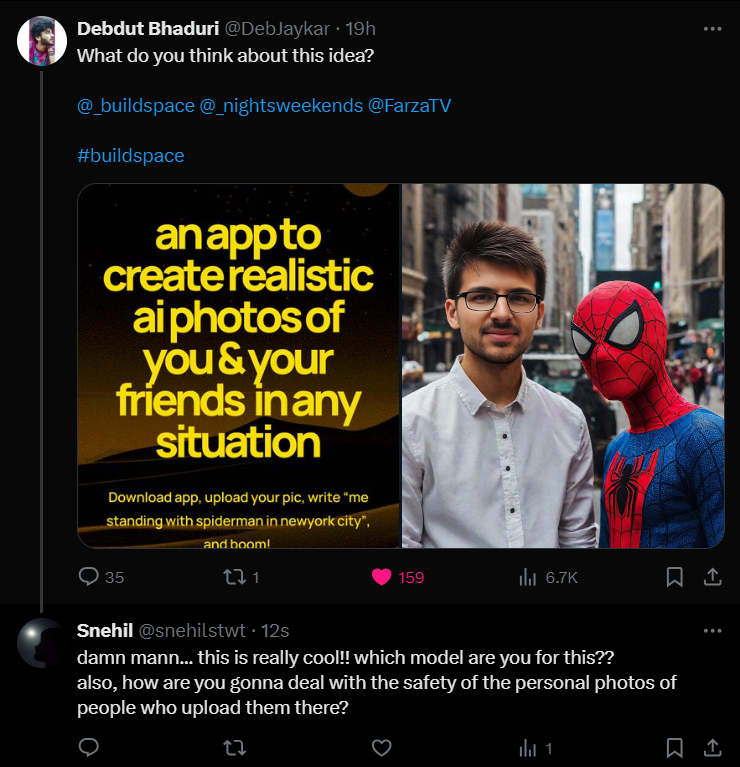 Debdut Bhaduri @DebJaykar · 19h
What do you think about this idea?
@_buildspace @_nightsweekends @FarzaTV
#buildspace
an app to
create realistic
ai photos of
you & your
friends in any
situation
Download app, upload your pic, write “me
standing with spiderman in newyork city”,
and boom!
35 1 159 6.7K
Snehil @snehilstwt · 12s
damn mann... this is really cool!! which model are you for this??
also, how are you gonna deal with the safety of the personal photos of
people who upload them there?
1